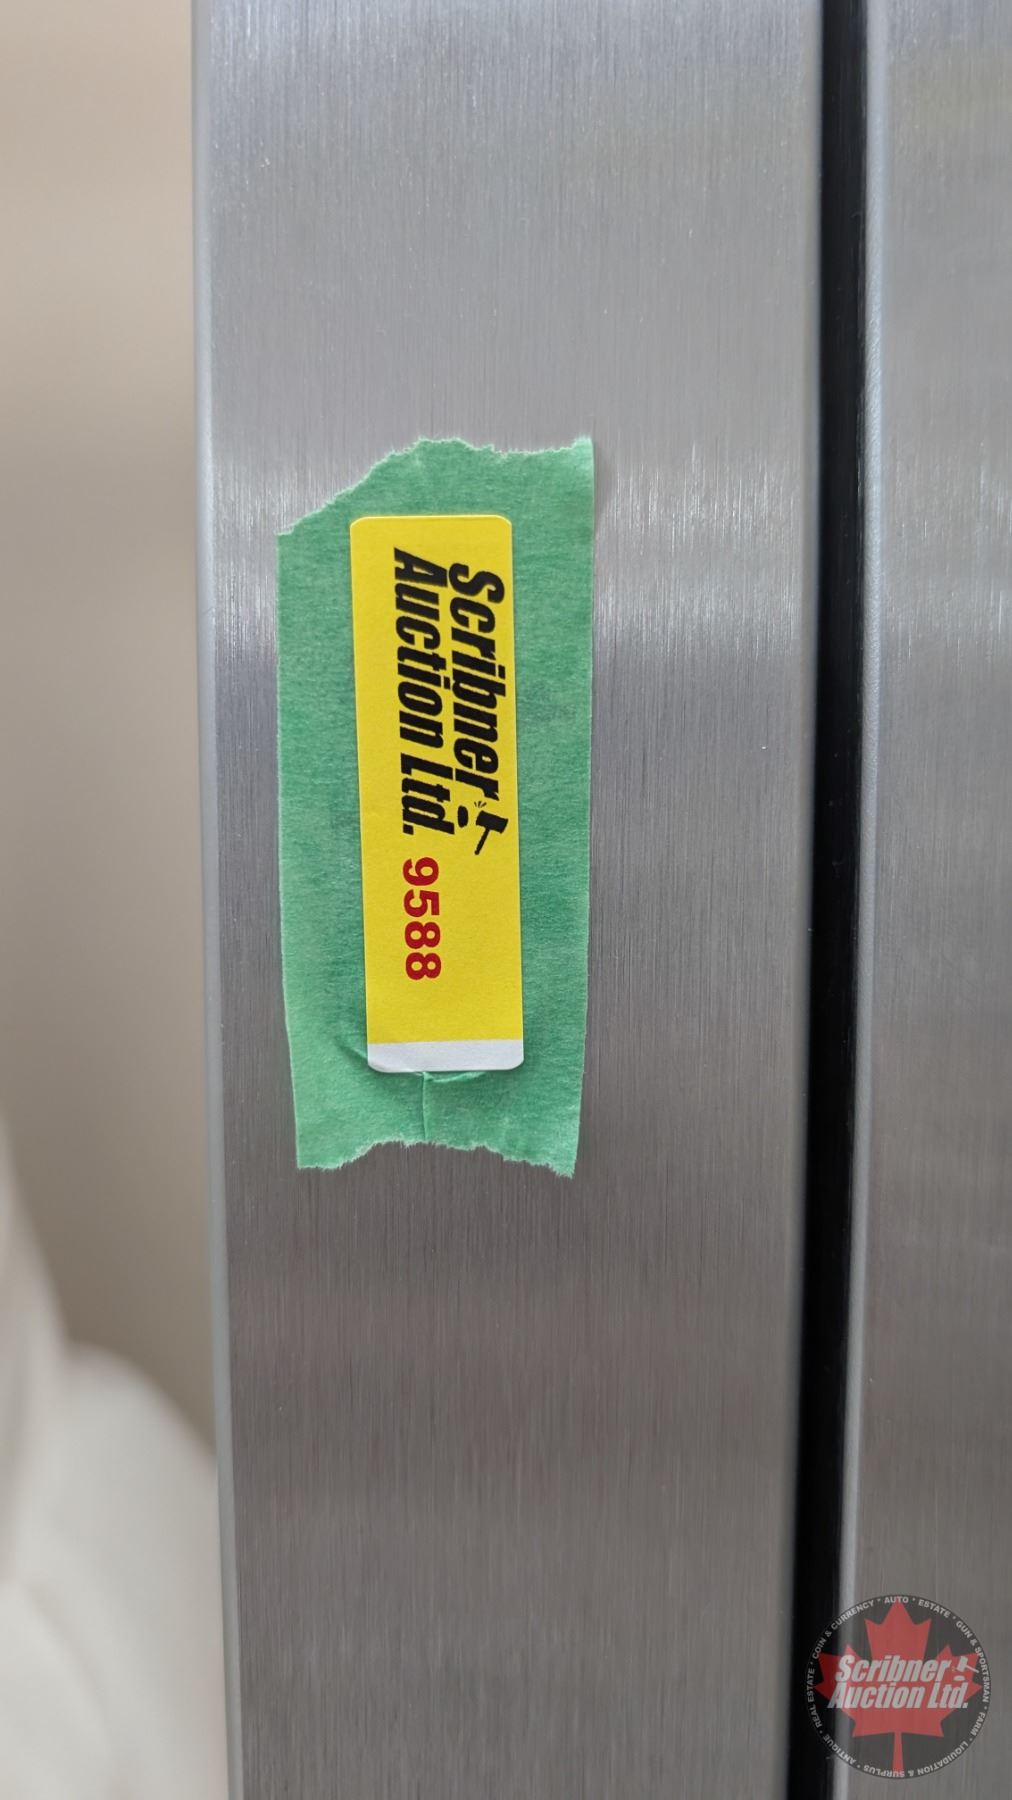 Scribner
Auction Ltd.
9588
COIN & CURRENCY • AUTO • ESTATE • GUN & SPORTSMAN • FARM • LIQUIDATION & SURPLUS • ANTIQUE • REAL ESTATE •
Scribner
Auction Ltd.